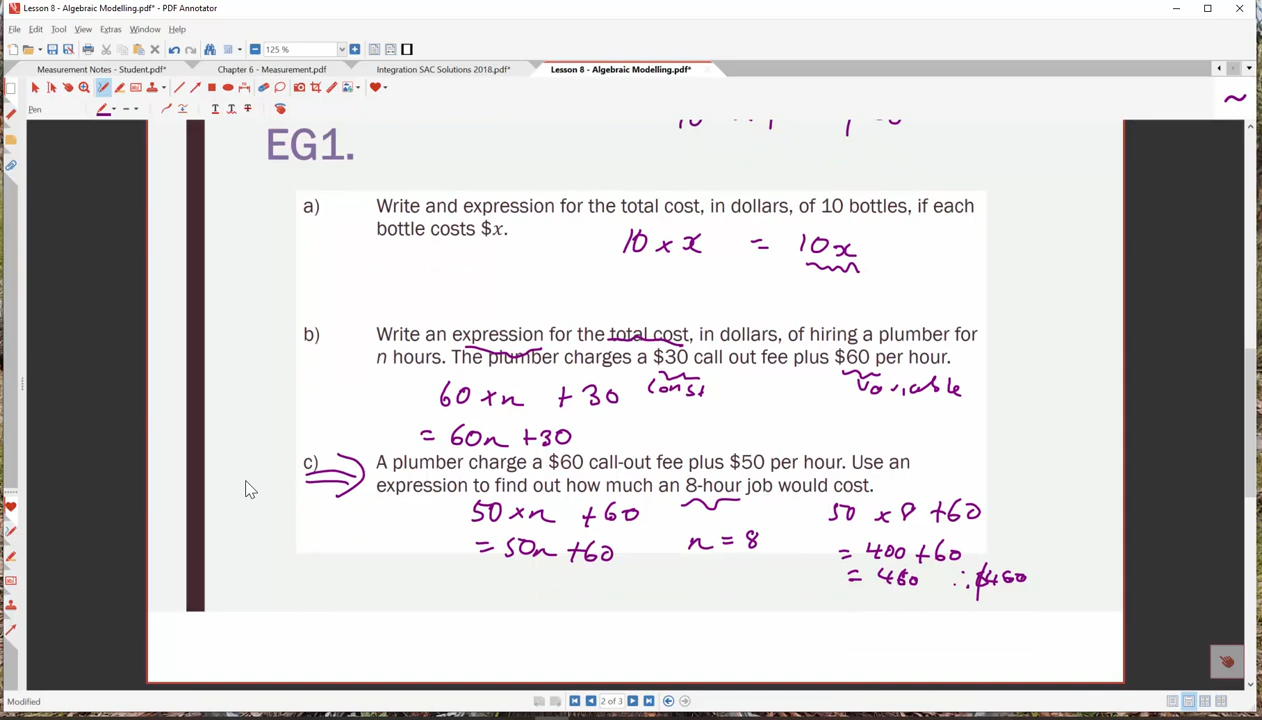 Lesson 8 - Algebraic Modelling.pdf* - PDF Annotator
File Edit Tool View Extras Window Help
125 %
Measurement Notes - Student.pdf* Chapter 6 - Measurement.pdf Integration SAC Solutions 2018.pdf* Lesson 8 - Algebraic Modelling.pdf*
Pen
EG1.
a) Write and expression for the total cost, in dollars, of 10 bottles, if each
bottle costs $x.
10 × x = 10x
b) Write an expression for the total cost, in dollars, of hiring a plumber for
n hours. The plumber charges a $30 call out fee plus $60 per hour.
60 × n + 30 const variable
= 60n + 30
c) A plumber charge a $60 call-out fee plus $50 per hour. Use an
expression to find out how much an 8-hour job would cost.
50 × n + 60 50 × 8 + 60
= 50n + 60 n = 8 = 400 + 60
= 460 ∴ $460
Modified 2 of 3